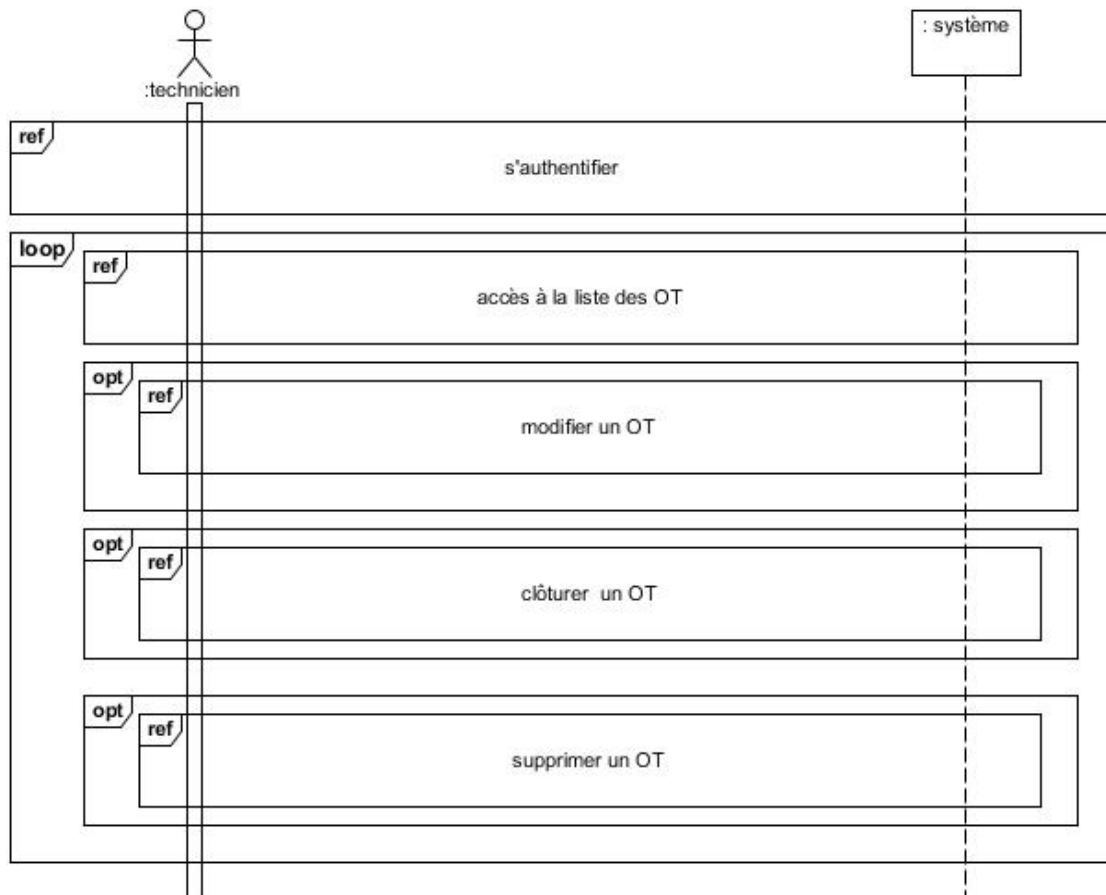 : système
:technicien
ref
s'authentifier
loop
ref
accès à la liste des OT
opt
ref
modifier un OT
opt
ref
clôturer  un OT
opt
ref
supprimer un OT